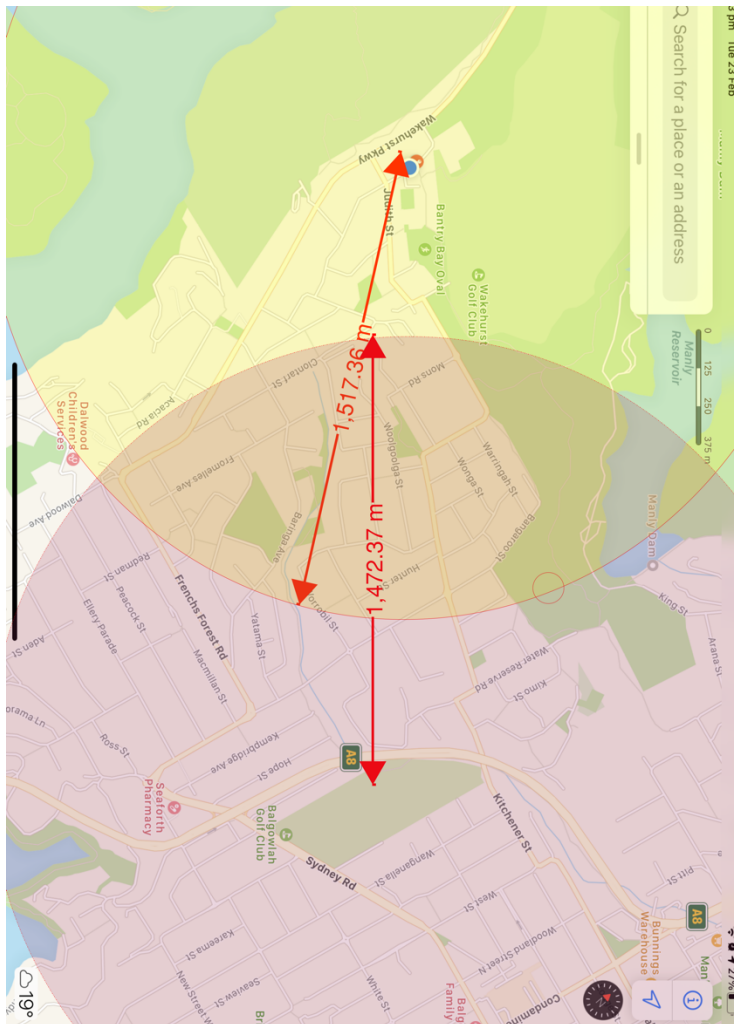 Tue 23 Feb
Search for a place or an address
0 125 250 375 m
Manly
Reservoir
Manly Dam
Wakehurst Pkwy
Judith St
Bantry Bay Oval
Wakehurst
Golf Club
1,517.36 m
1,472.37 m
Clontarf St
Mons Rd
Acacia Rd
Woolgoolga St
Warringah St
Wonga St
Fromelles Ave
Dalwood
Children's
Services
Dalwood Ave
Baringa Ave
Bangaroo St
Hunter St
Redman St
Peacock St
Ellery Parade
Aden St
Frenchs Forest Rd
Yatama St
Macmillan St
King St
Arana St
Water Reserve Rd
Kimo St
Ross St
Kempbridge Ave
Hope St
A8
Seaforth
Pharmacy
Balgowlah
Golf Club
Sydney Rd
Kitchener St
Wanganella St
West St
Pitt St
A8
Bunnings
Warehouse
Woodland Street N
Kareema St
Seaview St
White St
19°
27%